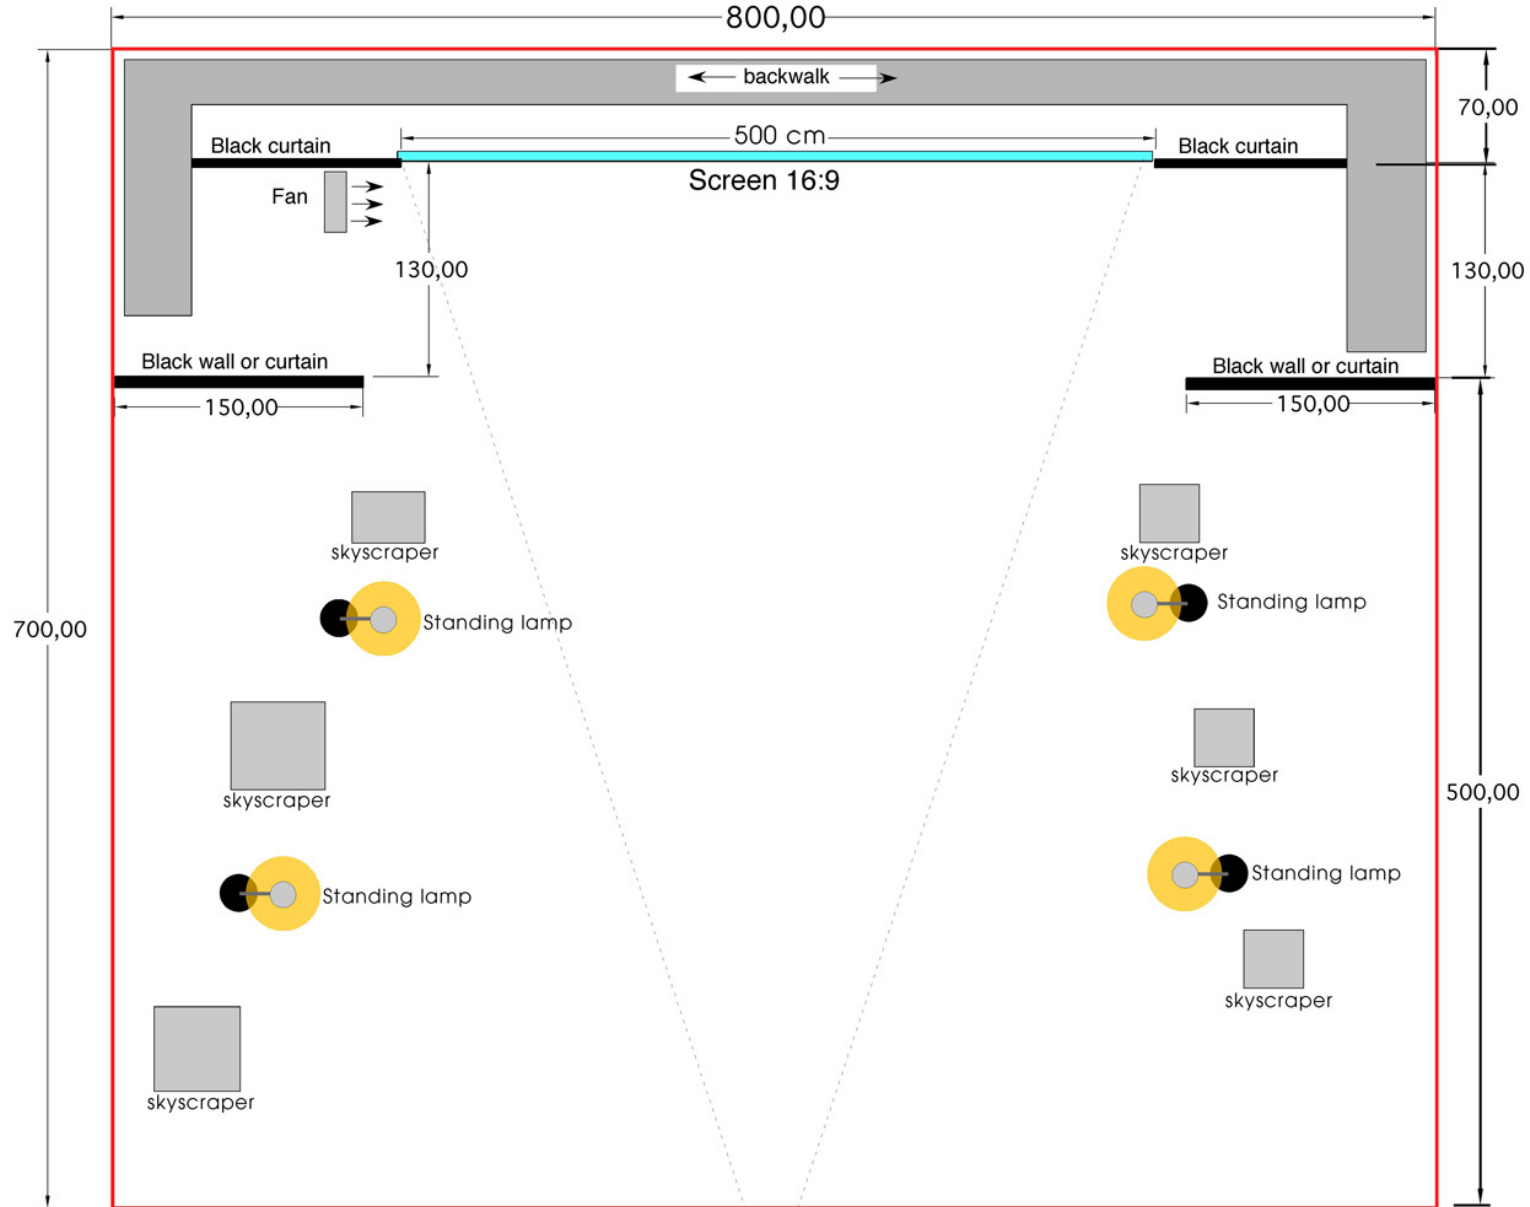 800,00
backwalk
70,00
500 cm
Black curtain
Black curtain
Screen 16:9
Fan
130,00
130,00
Black wall or curtain
Black wall or curtain
150,00
150,00
skyscraper
skyscraper
Standing lamp
Standing lamp
700,00
skyscraper
skyscraper
500,00
Standing lamp
Standing lamp
skyscraper
skyscraper